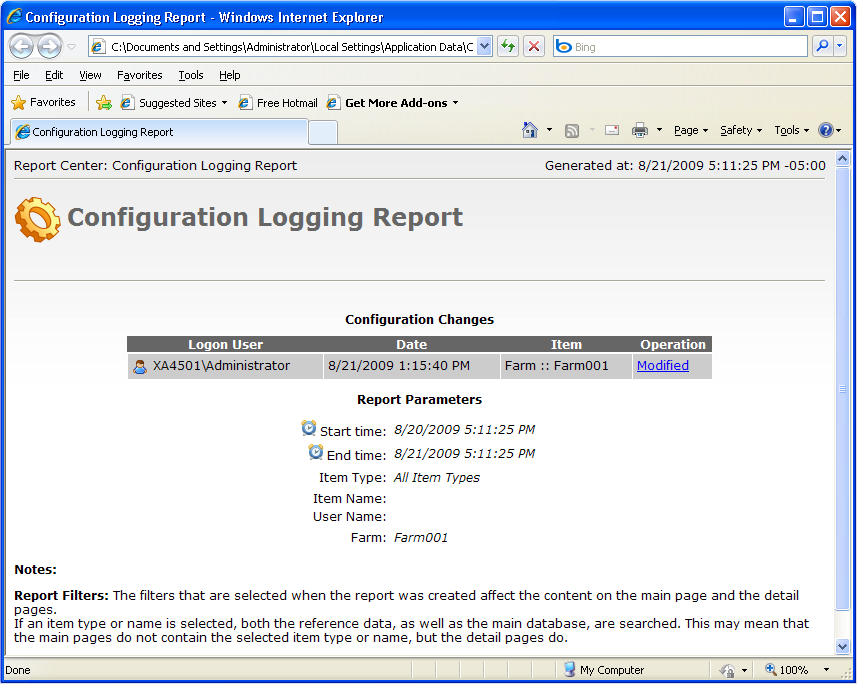 Configuration Logging Report - Windows Internet Explorer
C:\Documents and Settings\Administrator\Local Settings\Application Data\C
Bing
File Edit View Favorites Tools Help
Favorites Suggested Sites Free Hotmail Get More Add-ons
Configuration Logging Report Page Safety Tools
Report Center: Configuration Logging Report Generated at: 8/21/2009 5:11:25 PM -05:00
Configuration Logging Report
Configuration Changes
Logon User Date Item Operation
XA4501\Administrator 8/21/2009 1:15:40 PM Farm :: Farm001 Modified
Report Parameters
Start time: 8/20/2009 5:11:25 PM
End time: 8/21/2009 5:11:25 PM
Item Type: All Item Types
Item Name:
User Name:
Farm: Farm001
Notes:
Report Filters: The filters that are selected when the report was created affect the content on the main page and the detail
pages.
If an item type or name is selected, both the reference data, as well as the main database, are searched. This may mean that
the main pages do not contain the selected item type or name, but the detail pages do.
Done My Computer 100%